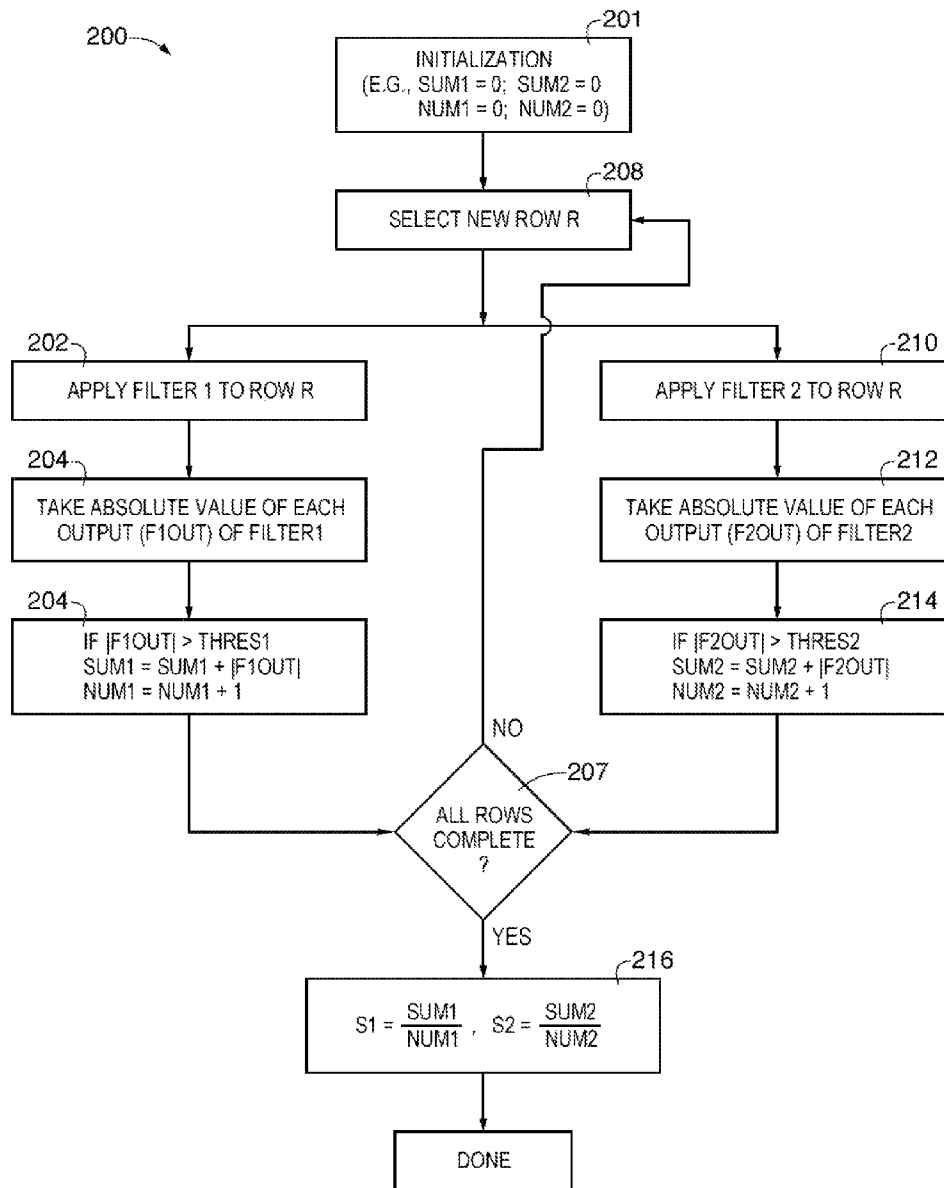 200
201
INITIALIZATION
(E.G., SUM1 = 0; SUM2 = 0
NUM1 = 0; NUM2 = 0)
208
SELECT NEW ROW R
202
APPLY FILTER 1 TO ROW R
210
APPLY FILTER 2 TO ROW R
204
TAKE ABSOLUTE VALUE OF EACH
OUTPUT (F1OUT) OF FILTER1
212
TAKE ABSOLUTE VALUE OF EACH
OUTPUT (F2OUT) OF FILTER2
204
IF |F1OUT| > THRES1
SUM1 = SUM1 + |F1OUT|
NUM1 = NUM1 + 1
214
IF |F2OUT| > THRES2
SUM2 = SUM2 + |F2OUT|
NUM2 = NUM2 + 1
NO
207
ALL ROWS
COMPLETE
?
YES
216
S1 = SUM1/NUM1 , S2 = SUM2/NUM2
DONE